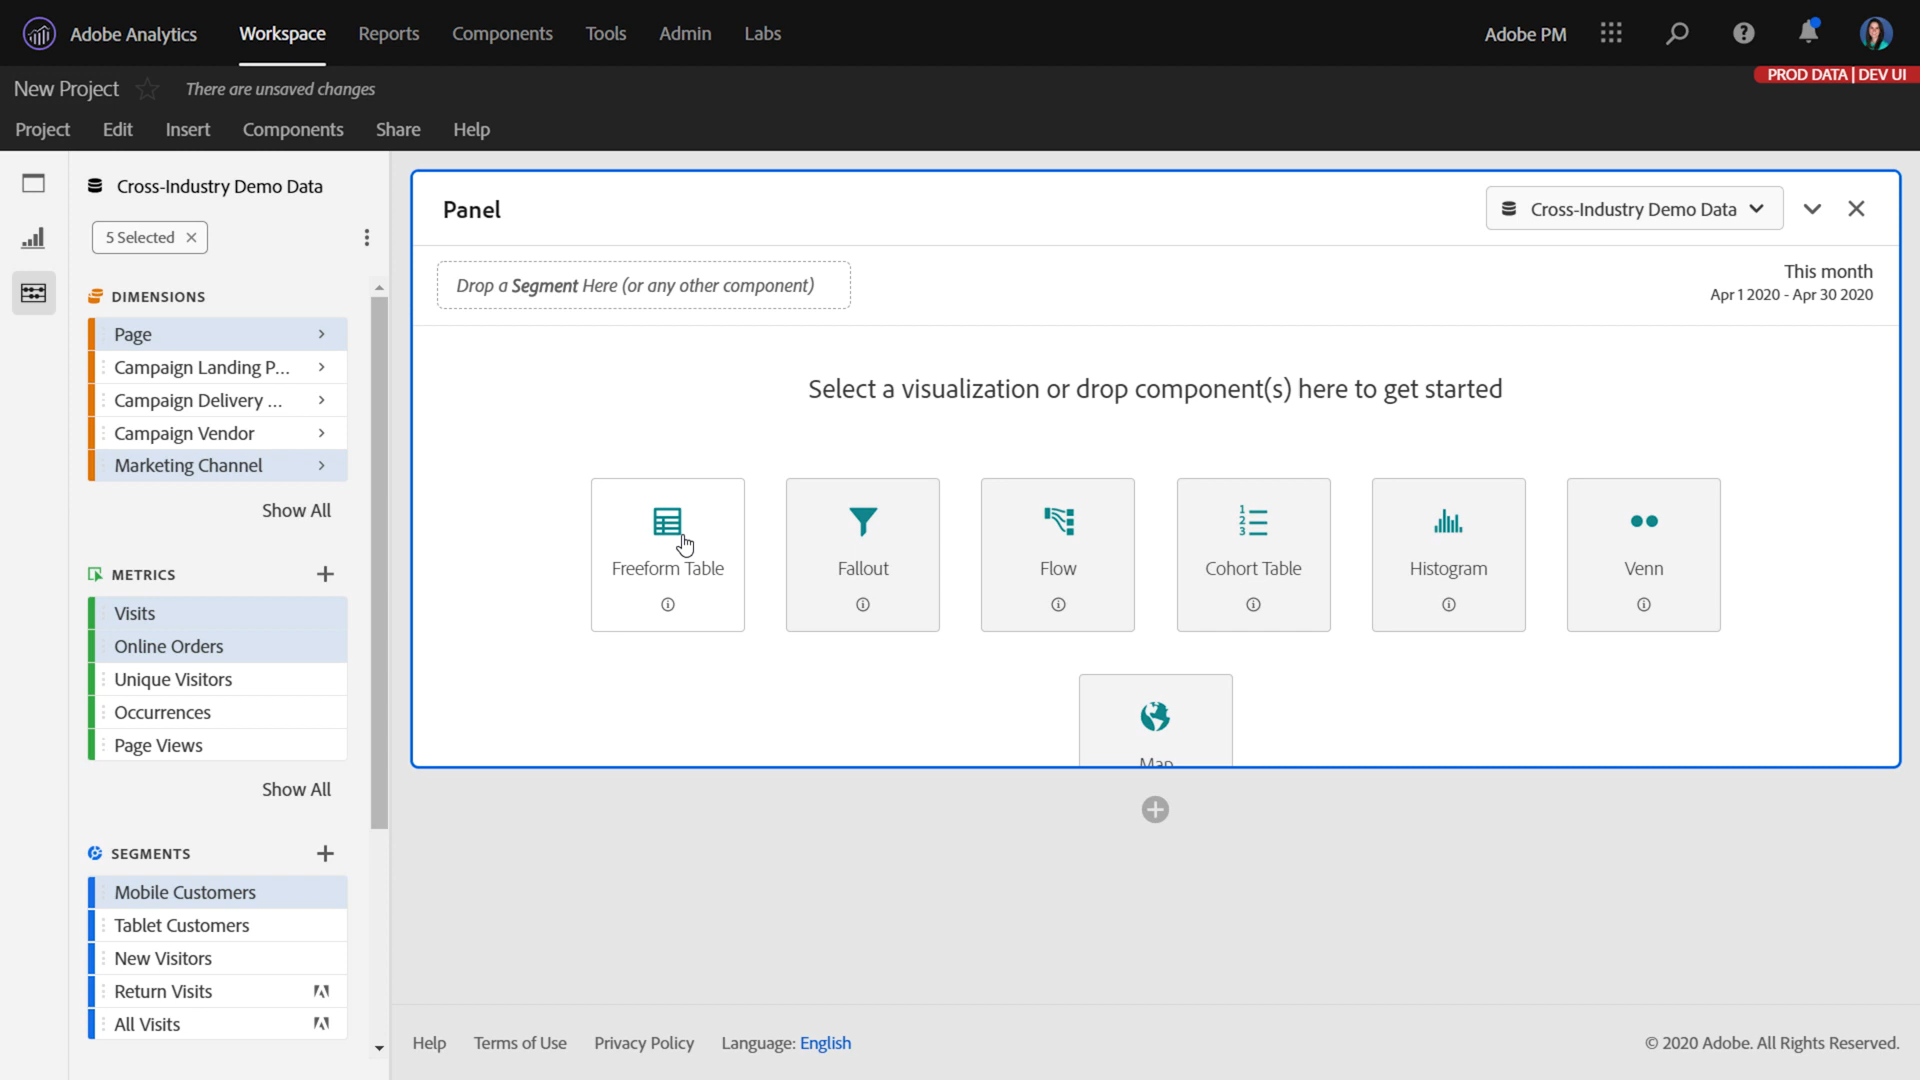 Adobe Analytics
Workspace
Reports
Components
Tools
Admin
Labs
Adobe PM
PROD DATA | DEV UI
New Project
There are unsaved changes
Project
Edit
Insert
Components
Share
Help
Cross-Industry Demo Data
5 Selected
DIMENSIONS
Page
Campaign Landing P...
Campaign Delivery ...
Campaign Vendor
Marketing Channel
Show All
METRICS
Visits
Online Orders
Unique Visitors
Occurrences
Page Views
Show All
SEGMENTS
Mobile Customers
Tablet Customers
New Visitors
Return Visits
All Visits
Panel
Cross-Industry Demo Data
Drop a Segment Here (or any other component)
This month
Apr 1 2020 - Apr 30 2020
Select a visualization or drop component(s) here to get started
Freeform Table
Fallout
Flow
1
2
3
Cohort Table
Histogram
Venn
Map
Help
Terms of Use
Privacy Policy
Language: English
© 2020 Adobe. All Rights Reserved.